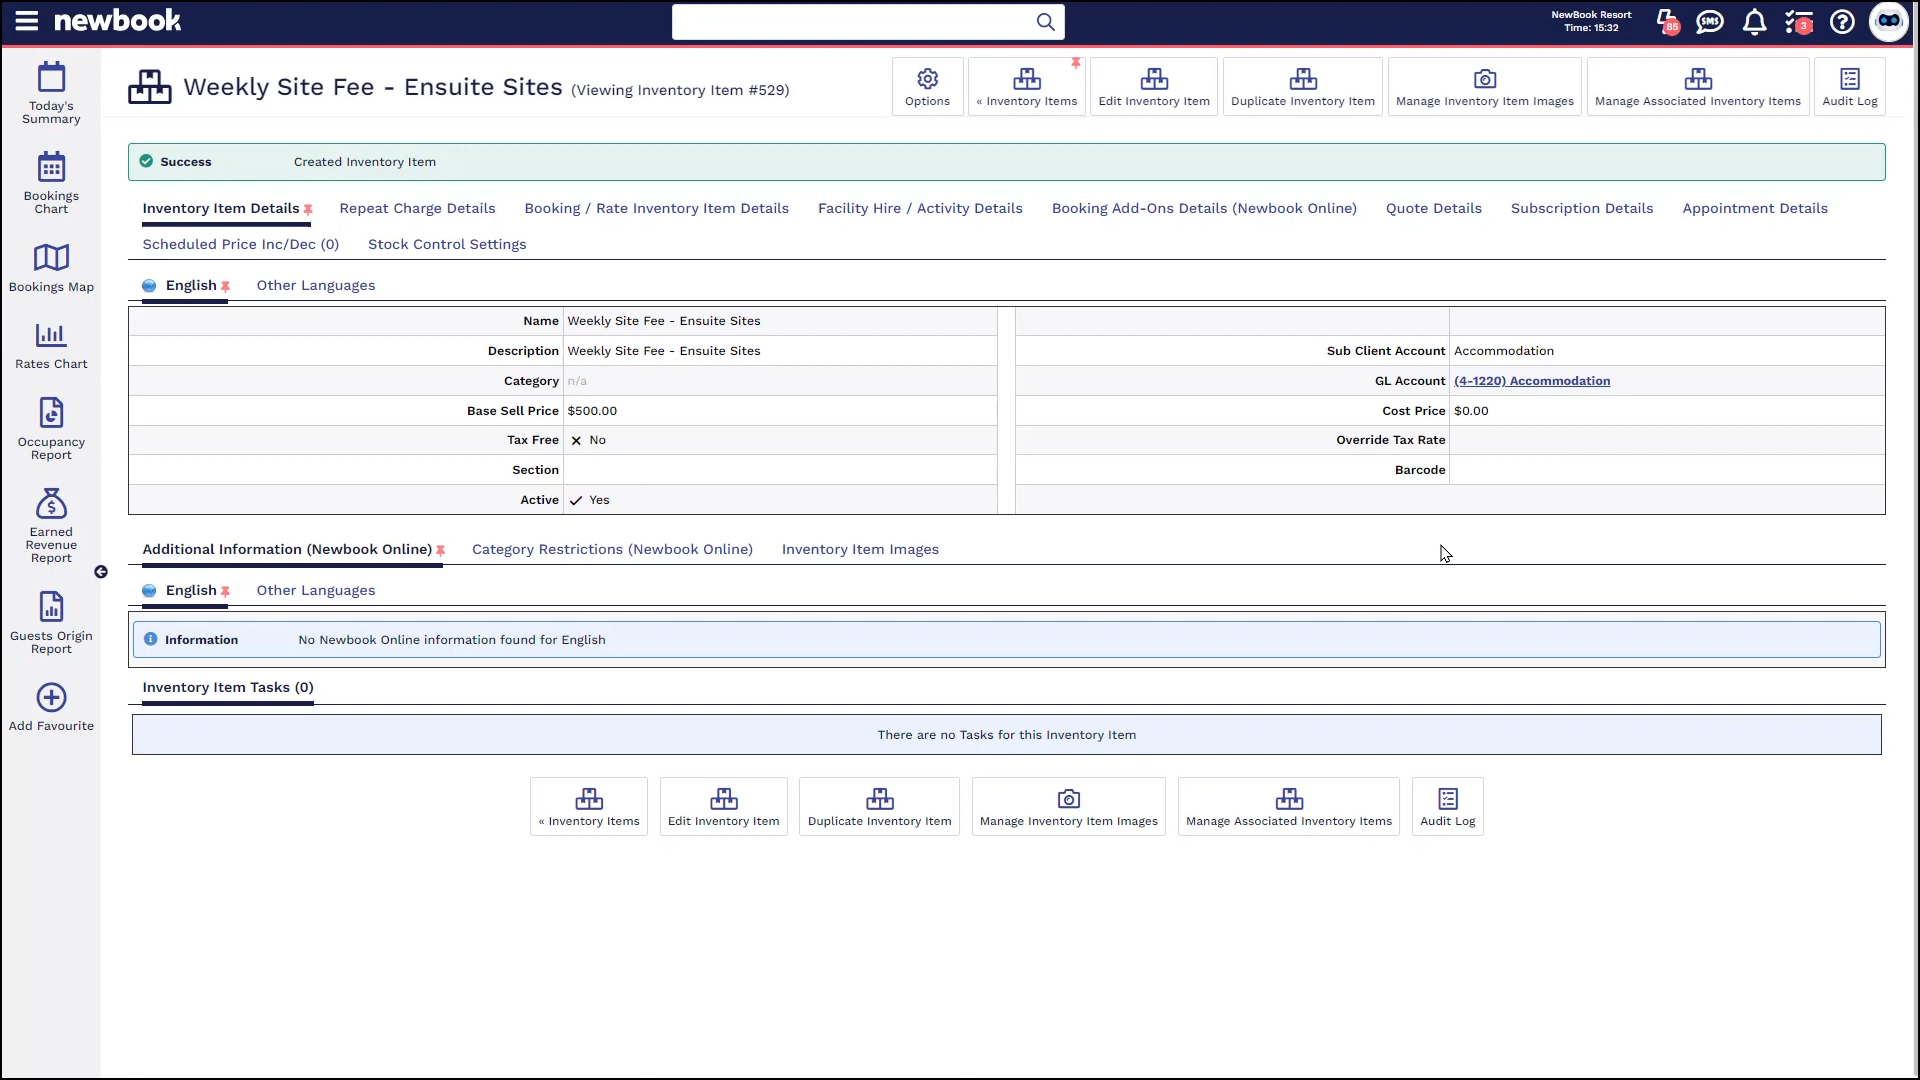 newbook
NewBook Resort
Time: 15:32
85
SMS
3
Today's
Summary
Bookings
Chart
Bookings Map
Rates Chart
Occupancy
Report
Earned
Revenue
Report
Guests Origin
Report
Add Favourite
Weekly Site Fee - Ensuite Sites (Viewing Inventory Item #529)
Options
« Inventory Items
Edit Inventory Item
Duplicate Inventory Item
Manage Inventory Item Images
Manage Associated Inventory Items
Audit Log
Success Created Inventory Item
Inventory Item Details Repeat Charge Details Booking / Rate Inventory Item Details Facility Hire / Activity Details Booking Add-Ons Details (Newbook Online) Quote Details Subscription Details Appointment Details
Scheduled Price Inc/Dec (0) Stock Control Settings
English Other Languages
Name Weekly Site Fee - Ensuite Sites
Description Weekly Site Fee - Ensuite Sites Sub Client Account Accommodation
Category n/a GL Account (4-1220) Accommodation
Base Sell Price $500.00 Cost Price $0.00
Tax Free No Override Tax Rate
Section Barcode
Active Yes
Additional Information (Newbook Online) Category Restrictions (Newbook Online) Inventory Item Images
English Other Languages
Information No Newbook Online information found for English
Inventory Item Tasks (0)
There are no Tasks for this Inventory Item
« Inventory Items Edit Inventory Item Duplicate Inventory Item Manage Inventory Item Images Manage Associated Inventory Items Audit Log